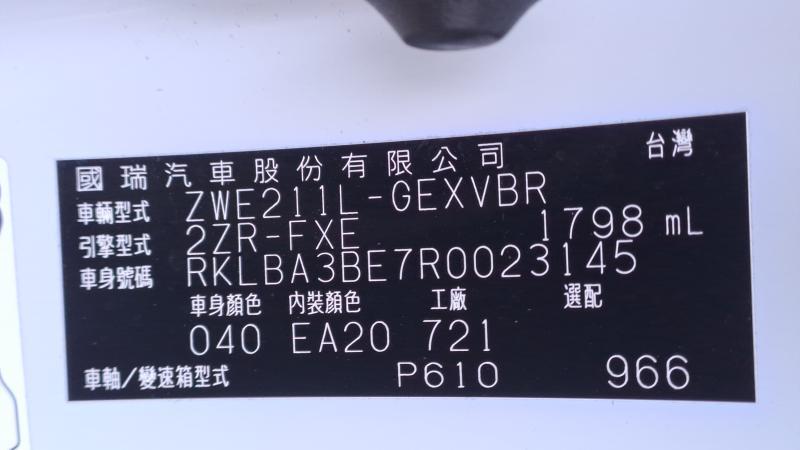 國瑞汽車股份有限公司 台灣
車輛型式 ZWE211L-GEXVBR
引擎型式 2ZR-FXE 1798 mL
車身號碼 RKLBA3BE7R0023145
車身顏色 內裝顏色 工廠 選配
040 EA20 721
車軸/變速箱型式 P610 966